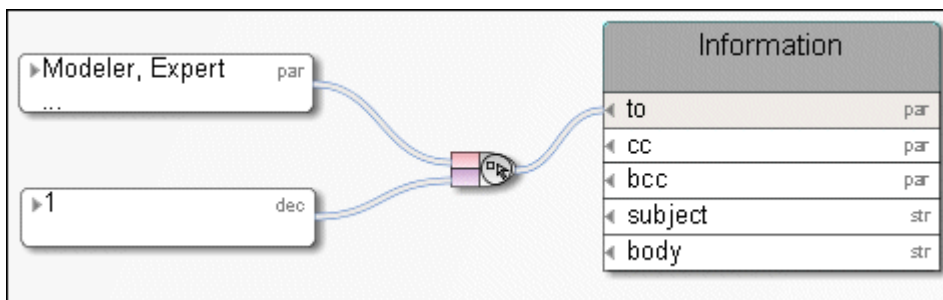 Modeler, Expert par
...
1 dec
Information
to par
cc par
bcc par
subject str
body str